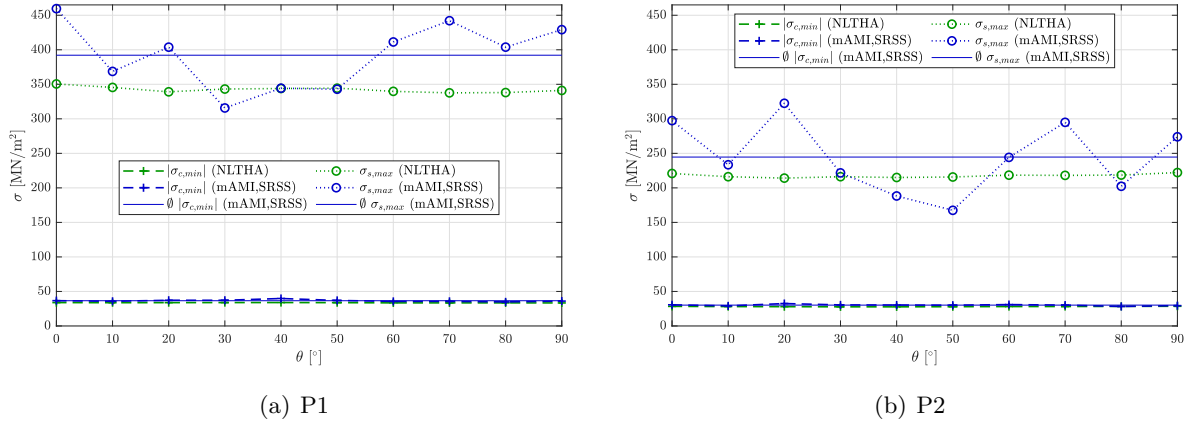 450
400
350
300
250
200
150
100
50
0
σ [MN/m²]
|σc,min| (NLTHA) σs,max (NLTHA)
|σc,min| (mAMI,SRSS) σs,max (mAMI,SRSS)
∅ |σc,min| (mAMI,SRSS) ∅ σs,max (mAMI,SRSS)
0 10 20 30 40 50 60 70 80 90
θ [°]
(a) P1
450
400
350
300
250
200
150
100
50
0
σ [MN/m²]
|σc,min| (NLTHA) σs,max (NLTHA)
|σc,min| (mAMI,SRSS) σs,max (mAMI,SRSS)
∅ |σc,min| (mAMI,SRSS) ∅ σs,max (mAMI,SRSS)
0 10 20 30 40 50 60 70 80 90
θ [°]
(b) P2